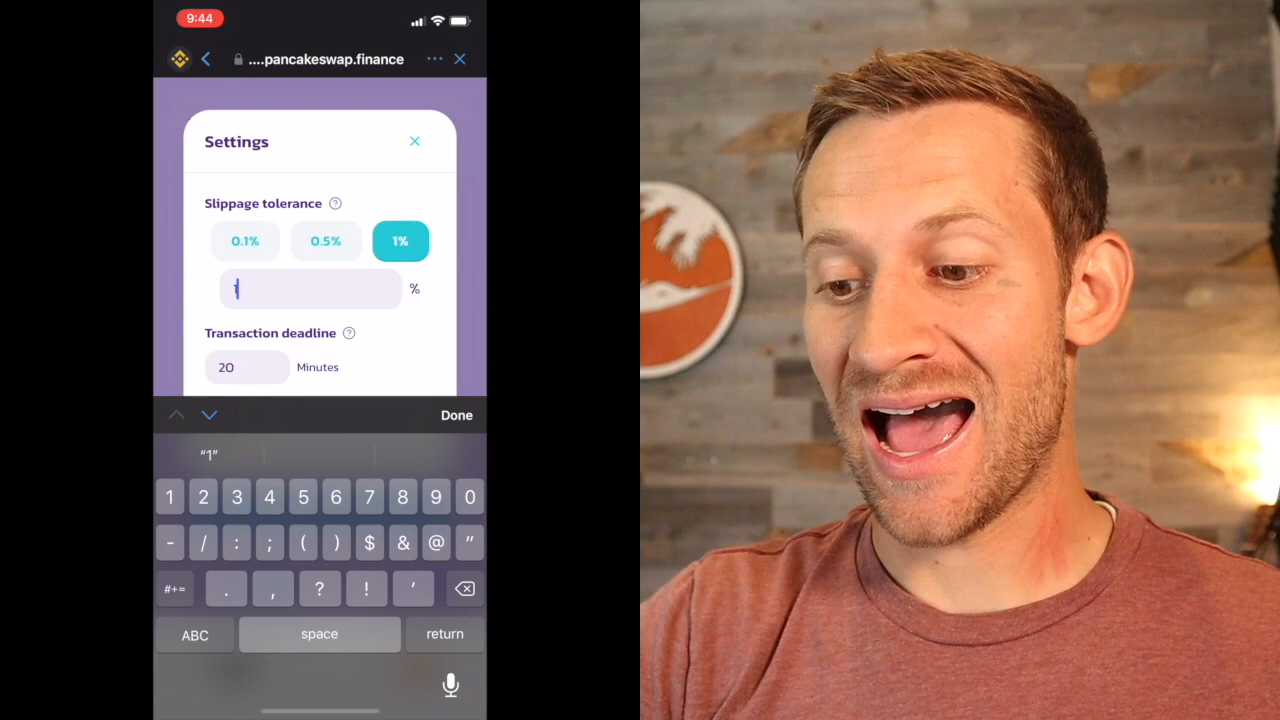 9:44
....pancakeswap.finance
Settings
Slippage tolerance ?
0.1% 0.5% 1%
1 %
Transaction deadline ?
20 Minutes
Done
“1”
1 2 3 4 5 6 7 8 9 0
- / : ; ( ) $ & @ "
#+= . , ? ! '
ABC space return